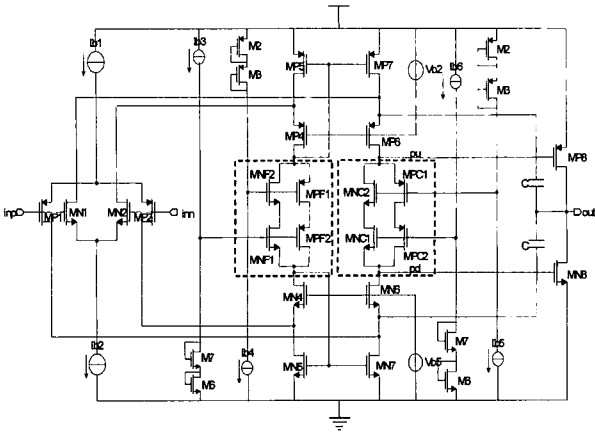 Ib1
Ib3
M2
M3
MP5
MP7
Vb2
Ib6
M2
M3
MP4
MP6
pu
MP8
MNF2
MPF1
MNC2
MPC1
C
inp
MP1
MN1
MN2
MP2
inn
out
MNF1
MPF2
MNC1
MPC2
C
pd
MN8
MN4
MN6
Ib2
M7
M6
Ib4
MN5
MN7
Vb5
M7
M8
Ib5